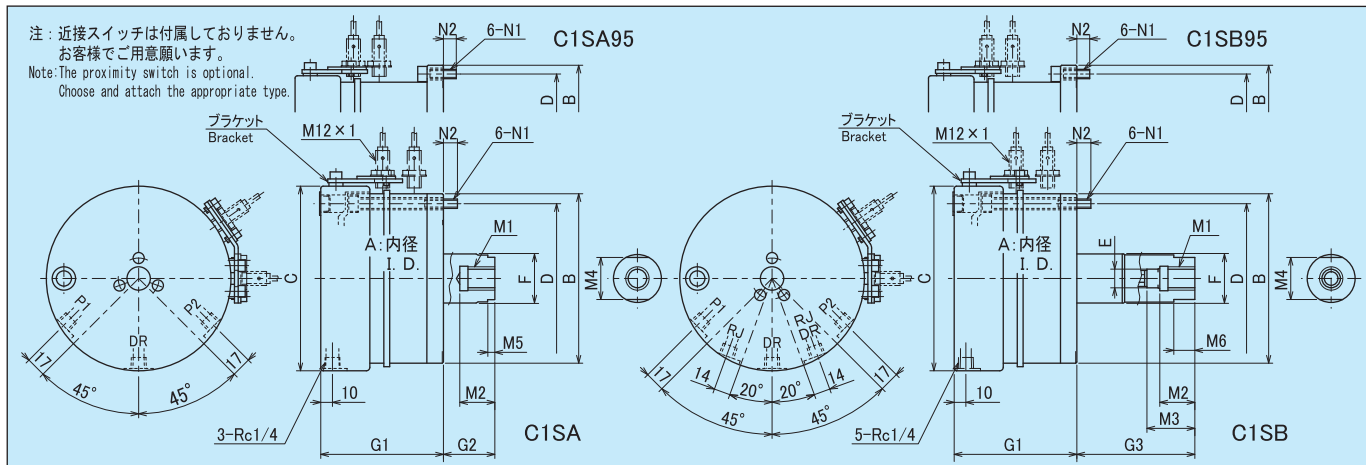 注：近接スイッチは付属しておりません。
お客様でご用意願います。
Note:The proximity switch is optional.
Choose and attach the appropriate type.
N2
6-N1
C1SA95
D
B
ブラケット
Bracket
M12×1
N2
6-N1
A:内径
I. D.
C
M1
F
D
B
M4
P1
P2
DR
17
17
45°
45°
10
M5
M2
3-Rc1/4
G1
G2
C1SA
N2
6-N1
C1SB95
D
B
ブラケット
Bracket
M12×1
N2
6-N1
A:内径
I. D.
C
E
M1
F
D
B
M4
P1
P2
RJ
DR
RJ
DR
17
14
20°
20°
14
17
45°
45°
10
M6
M2
M3
5-Rc1/4
G1
G3
C1SB